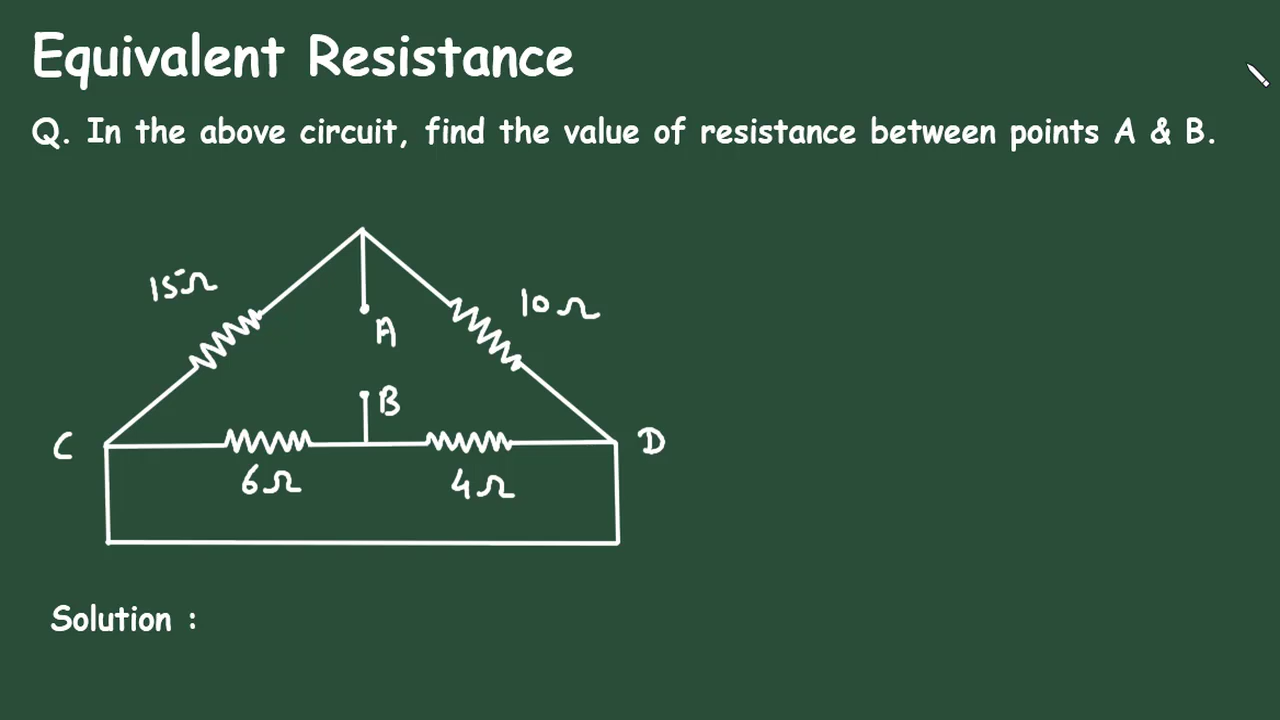 Equivalent Resistance
Q. In the above circuit, find the value of resistance between points A & B.
15Ω
10Ω
A
B
C
D
6Ω
4Ω
Solution :